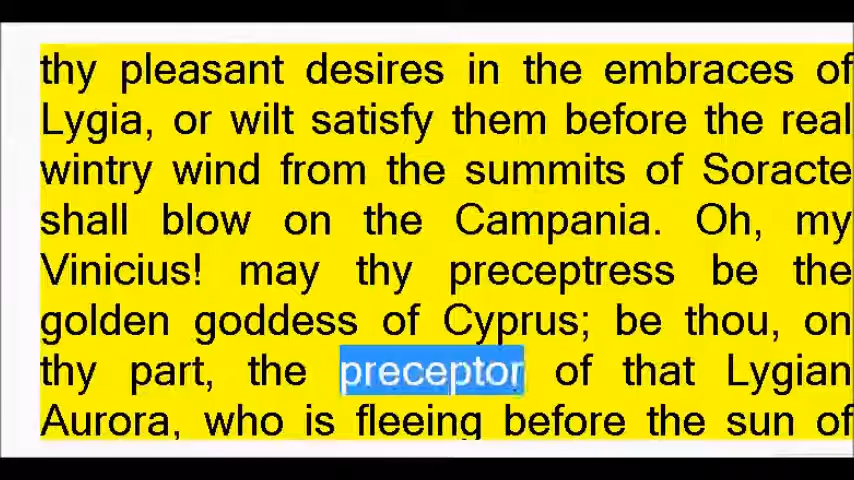 thy pleasant desires in the embraces of
Lygia, or wilt satisfy them before the real
wintry wind from the summits of Soracte
shall blow on the Campania. Oh, my
Vinicius! may thy preceptress be the
golden goddess of Cyprus; be thou, on
thy part, the preceptor of that Lygian
Aurora, who is fleeing before the sun of